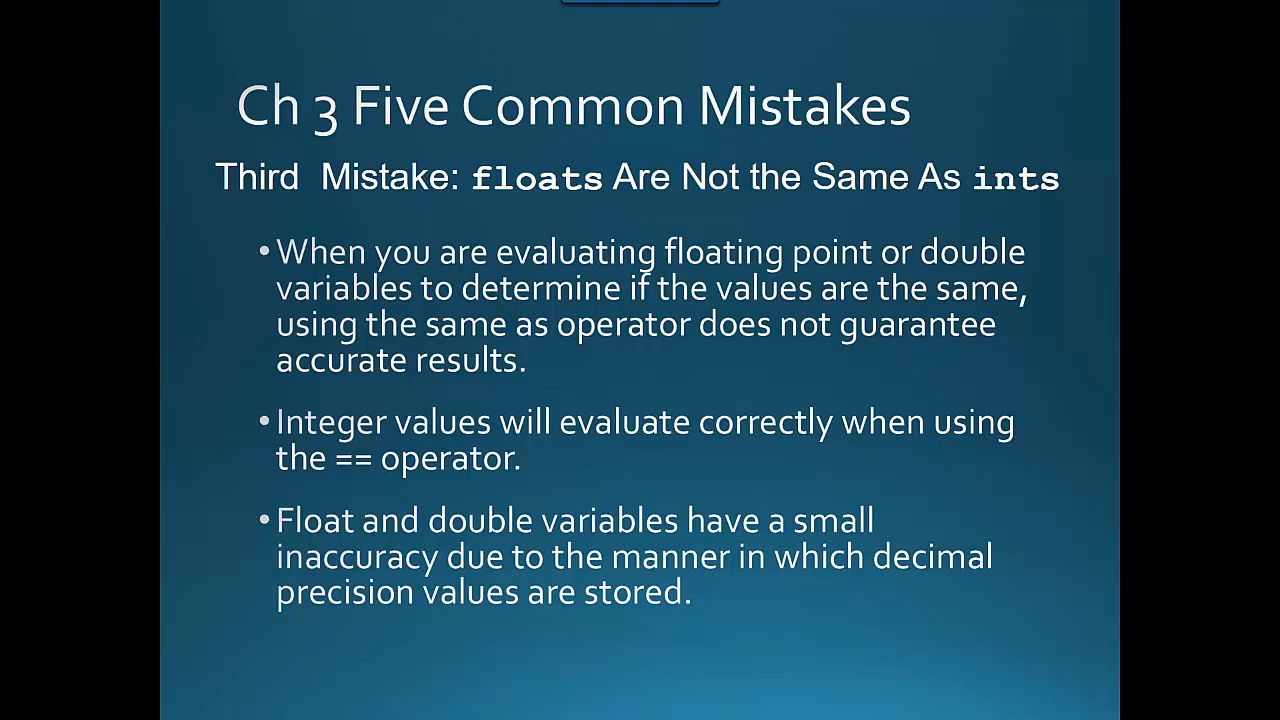 Ch 3 Five Common Mistakes
Third Mistake: floats Are Not the Same As ints
•When you are evaluating floating point or double
variables to determine if the values are the same,
using the same as operator does not guarantee
accurate results.
•Integer values will evaluate correctly when using
the == operator.
•Float and double variables have a small
inaccuracy due to the manner in which decimal
precision values are stored.